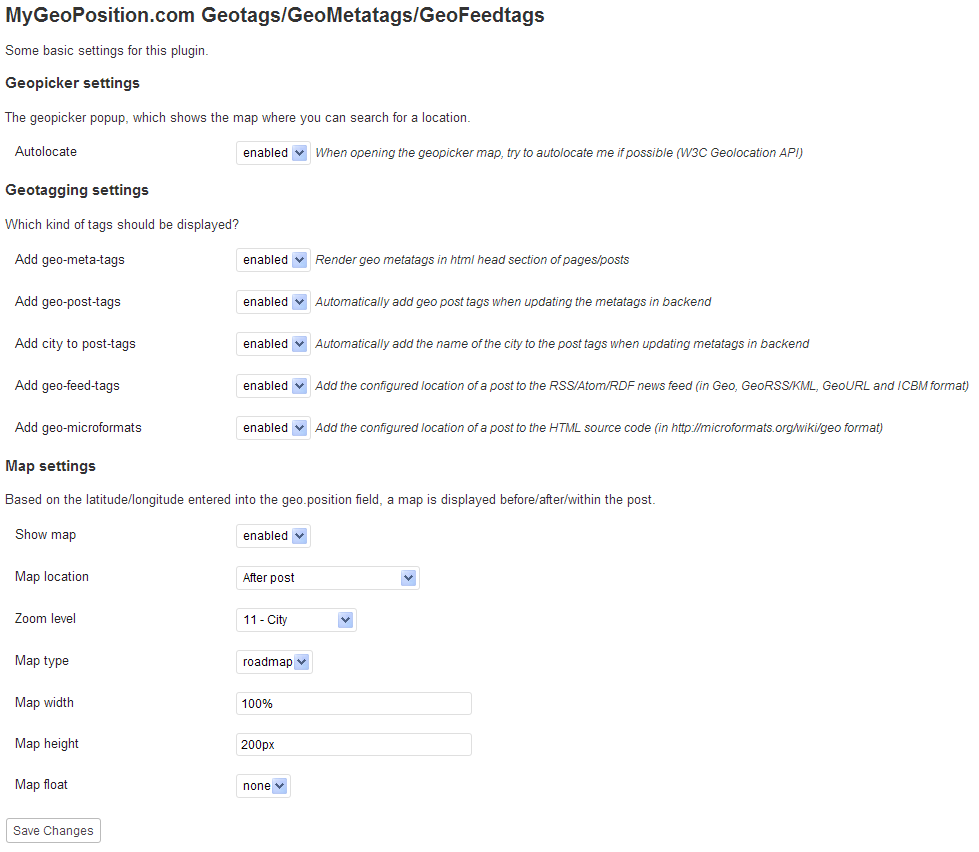 MyGeoPosition.com Geotags/GeoMetatags/GeoFeedtags
Some basic settings for this plugin.
Geopicker settings
The geopicker popup, which shows the map where you can search for a location.
Autolocate enabled When opening the geopicker map, try to autolocate me if possible (W3C Geolocation API)
Geotagging settings
Which kind of tags should be displayed?
Add geo-meta-tags enabled Render geo metatags in html head section of pages/posts
Add geo-post-tags enabled Automatically add geo post tags when updating the metatags in backend
Add city to post-tags enabled Automatically add the name of the city to the post tags when updating metatags in backend
Add geo-feed-tags enabled Add the configured location of a post to the RSS/Atom/RDF news feed (in Geo, GeoRSS/KML, GeoURL and ICBM format)
Add geo-microformats enabled Add the configured location of a post to the HTML source code (in http://microformats.org/wiki/geo format)
Map settings
Based on the latitude/longitude entered into the geo.position field, a map is displayed before/after/within the post.
Show map enabled
Map location After post
Zoom level 11 - City
Map type roadmap
Map width 100%
Map height 200px
Map float none
Save Changes